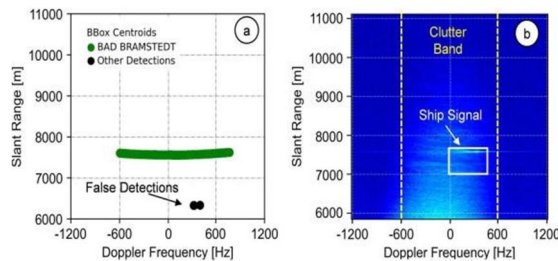 a
BBox Centroids
BAD BRAMSTEDT
Other Detections
False Detections
11000
10000
9000
8000
7000
6000
Slant Range [m]
-1200 -600 0 600 1200
Doppler Frequency [Hz]
b
Clutter
Band
Ship Signal
11000
10000
9000
8000
7000
6000
Slant Range [m]
-1200 -600 0 600 1200
Doppler Frequency [Hz]